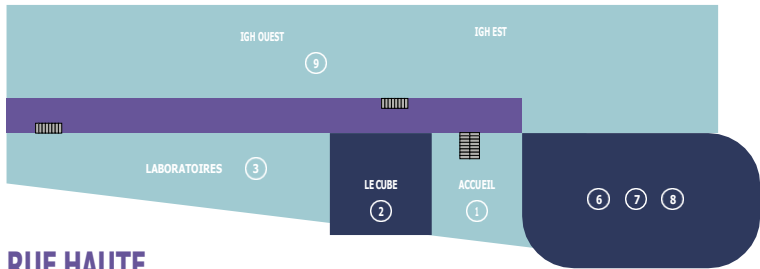 IGH OUEST
IGH EST
9
LABORATOIRES 3
LE CUBE
2
ACCUEIL
1
6 7 8
RUE HAUTE